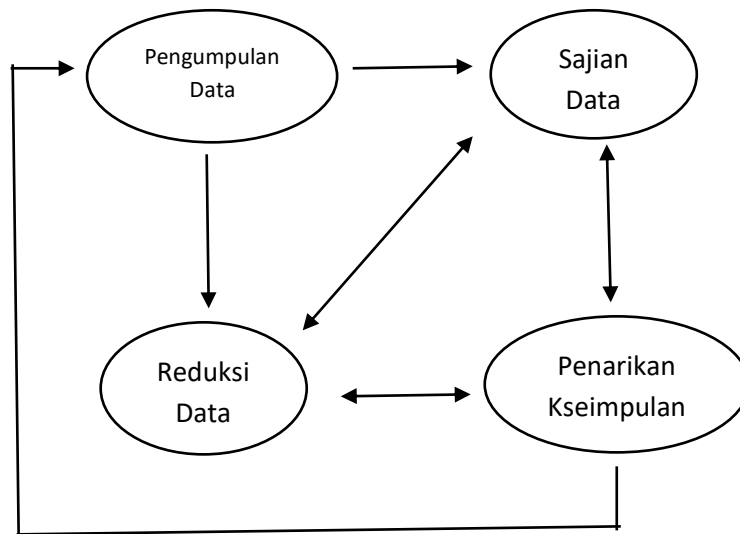 Pengumpulan
Data
Sajian
Data
Reduksi
Data
Penarikan
Kseimpulan